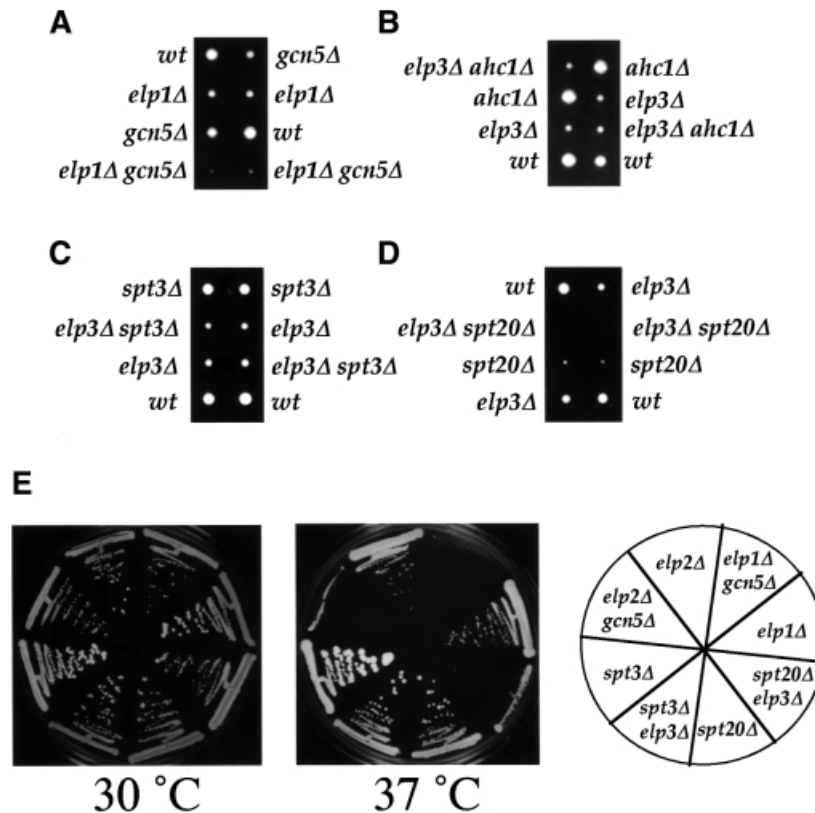 A
wt gcn5Δ
elp1Δ elp1Δ
gcn5Δ wt
elp1Δ gcn5Δ elp1Δ gcn5Δ
B
elp3Δ ahc1Δ ahc1Δ
ahc1Δ elp3Δ
elp3Δ elp3Δ ahc1Δ
wt wt
C
spt3Δ spt3Δ
elp3Δ spt3Δ elp3Δ
elp3Δ elp3Δ spt3Δ
wt wt
D
wt elp3Δ
elp3Δ spt20Δ elp3Δ spt20Δ
spt20Δ spt20Δ
elp3Δ wt
E
30 °C
37 °C
elp2Δ
elp1Δ
gcn5Δ
elp1Δ
spt20Δ
elp3Δ
spt20Δ
spt3Δ
elp3Δ
spt3Δ
elp2Δ
gcn5Δ